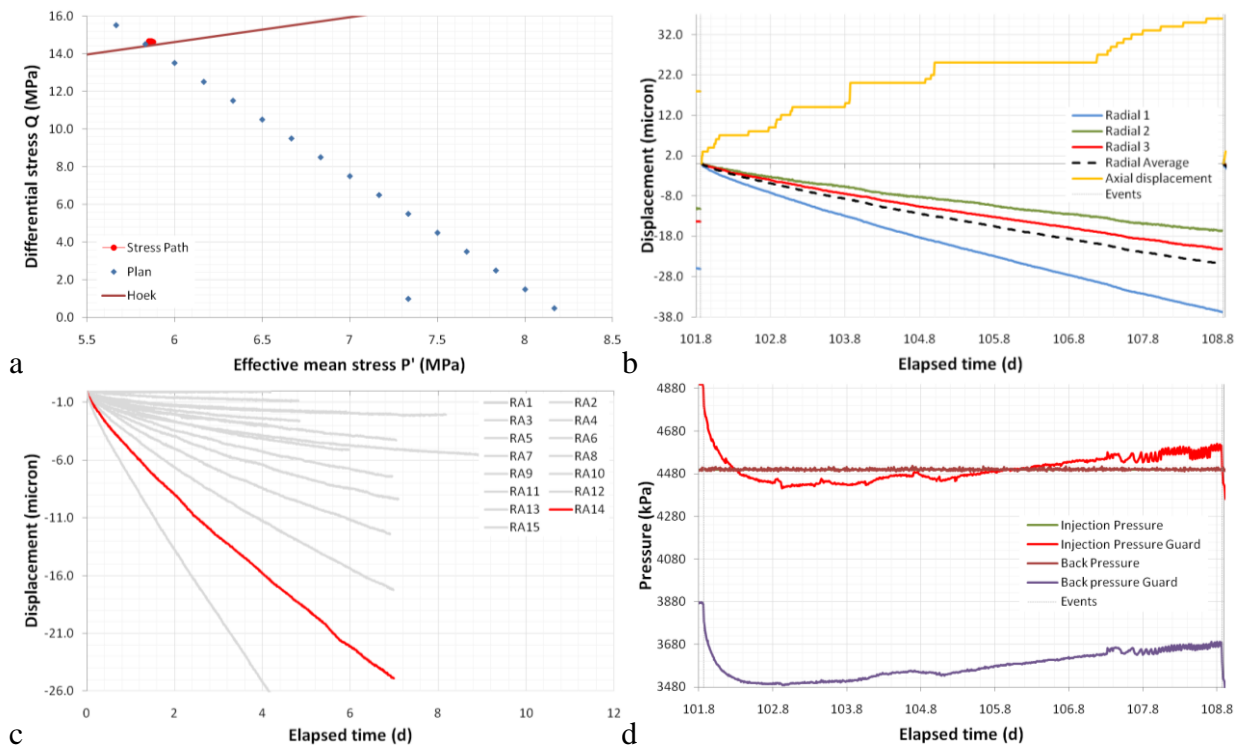 16.0
14.0
12.0
10.0
8.0
6.0
4.0
2.0
0.0
Differential stress Q (MPa)
Stress Path
Plan
Hoek
5.5 6 6.5 7 7.5 8 8.5
Effective mean stress P' (MPa)
a
32.0
22.0
12.0
2.0
-8.0
-18.0
-28.0
-38.0
Displacement (micron)
Radial 1
Radial 2
Radial 3
Radial Average
Axial displacement
Events
101.8 102.8 103.8 104.8 105.8 106.8 107.8 108.8
Elapsed time (d)
b
-1.0
-6.0
-11.0
-16.0
-21.0
-26.0
Displacement (micron)
RA1 RA2
RA3 RA4
RA5 RA6
RA7 RA8
RA9 RA10
RA11 RA12
RA13 RA14
RA15
0 2 4 6 8 10 12
Elapsed time (d)
c
4880
4680
4480
4280
4080
3880
3680
3480
Pressure (kPa)
Injection Pressure
Injection Pressure Guard
Back Pressure
Back pressure Guard
Events
101.8 102.8 103.8 104.8 105.8 106.8 107.8 108.8
Elapsed time (d)
d